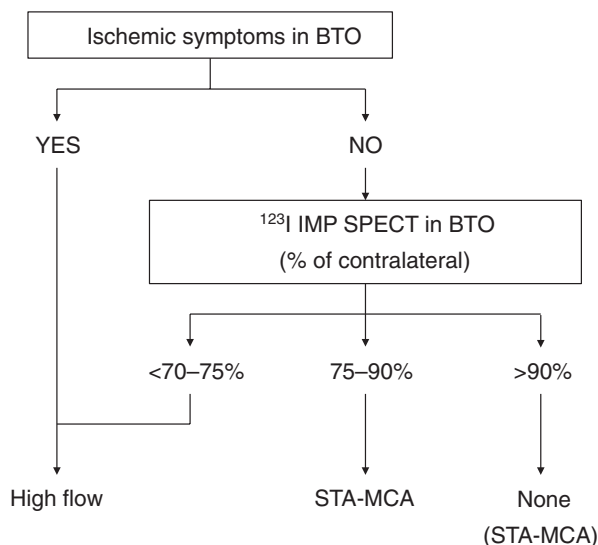 Ischemic symptoms in BTO
YES
NO
¹²³I IMP SPECT in BTO
(% of contralateral)
<70–75%
75–90%
>90%
High flow
STA-MCA
None
(STA-MCA)